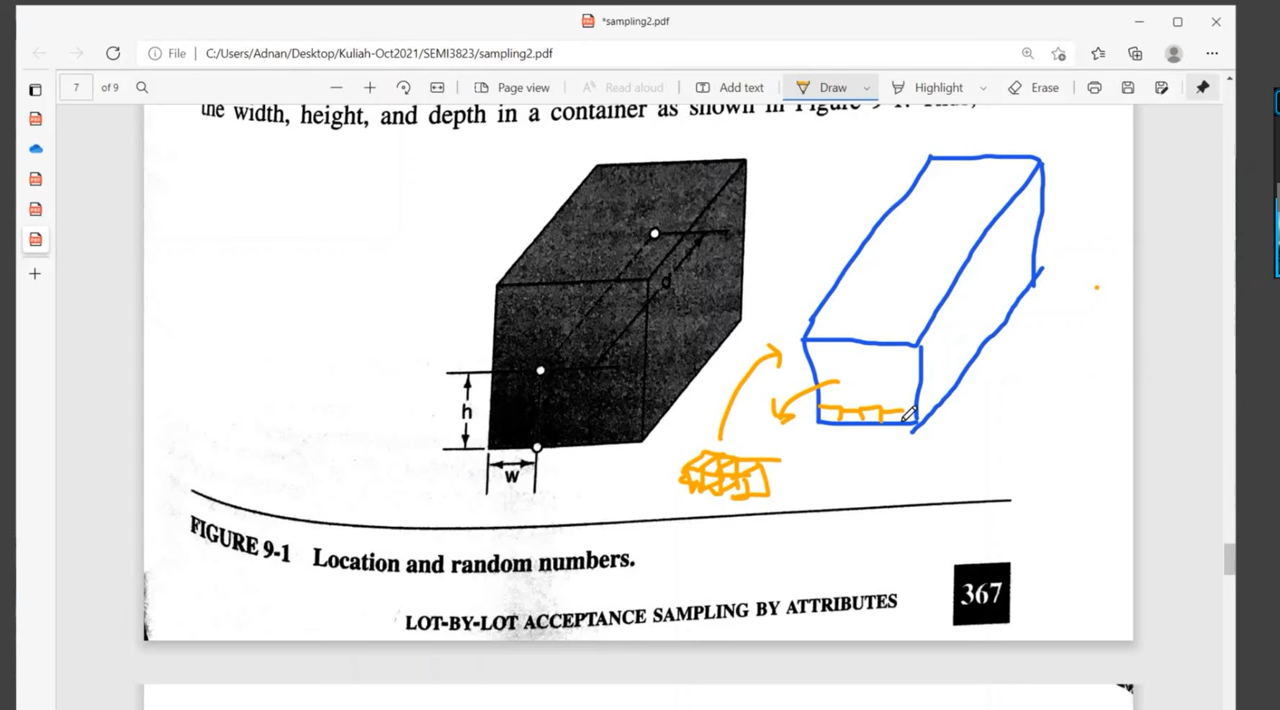 *sampling2.pdf
File | C:/Users/Adnan/Desktop/Kuliah-Oct2021/SEMI3823/sampling2.pdf
7 of 9 Page view Read aloud Add text Draw Highlight Erase
the width, height, and depth in a container as shown in Figure 9-1. Thus,
d
h
w
FIGURE 9-1 Location and random numbers.
LOT-BY-LOT ACCEPTANCE SAMPLING BY ATTRIBUTES 367